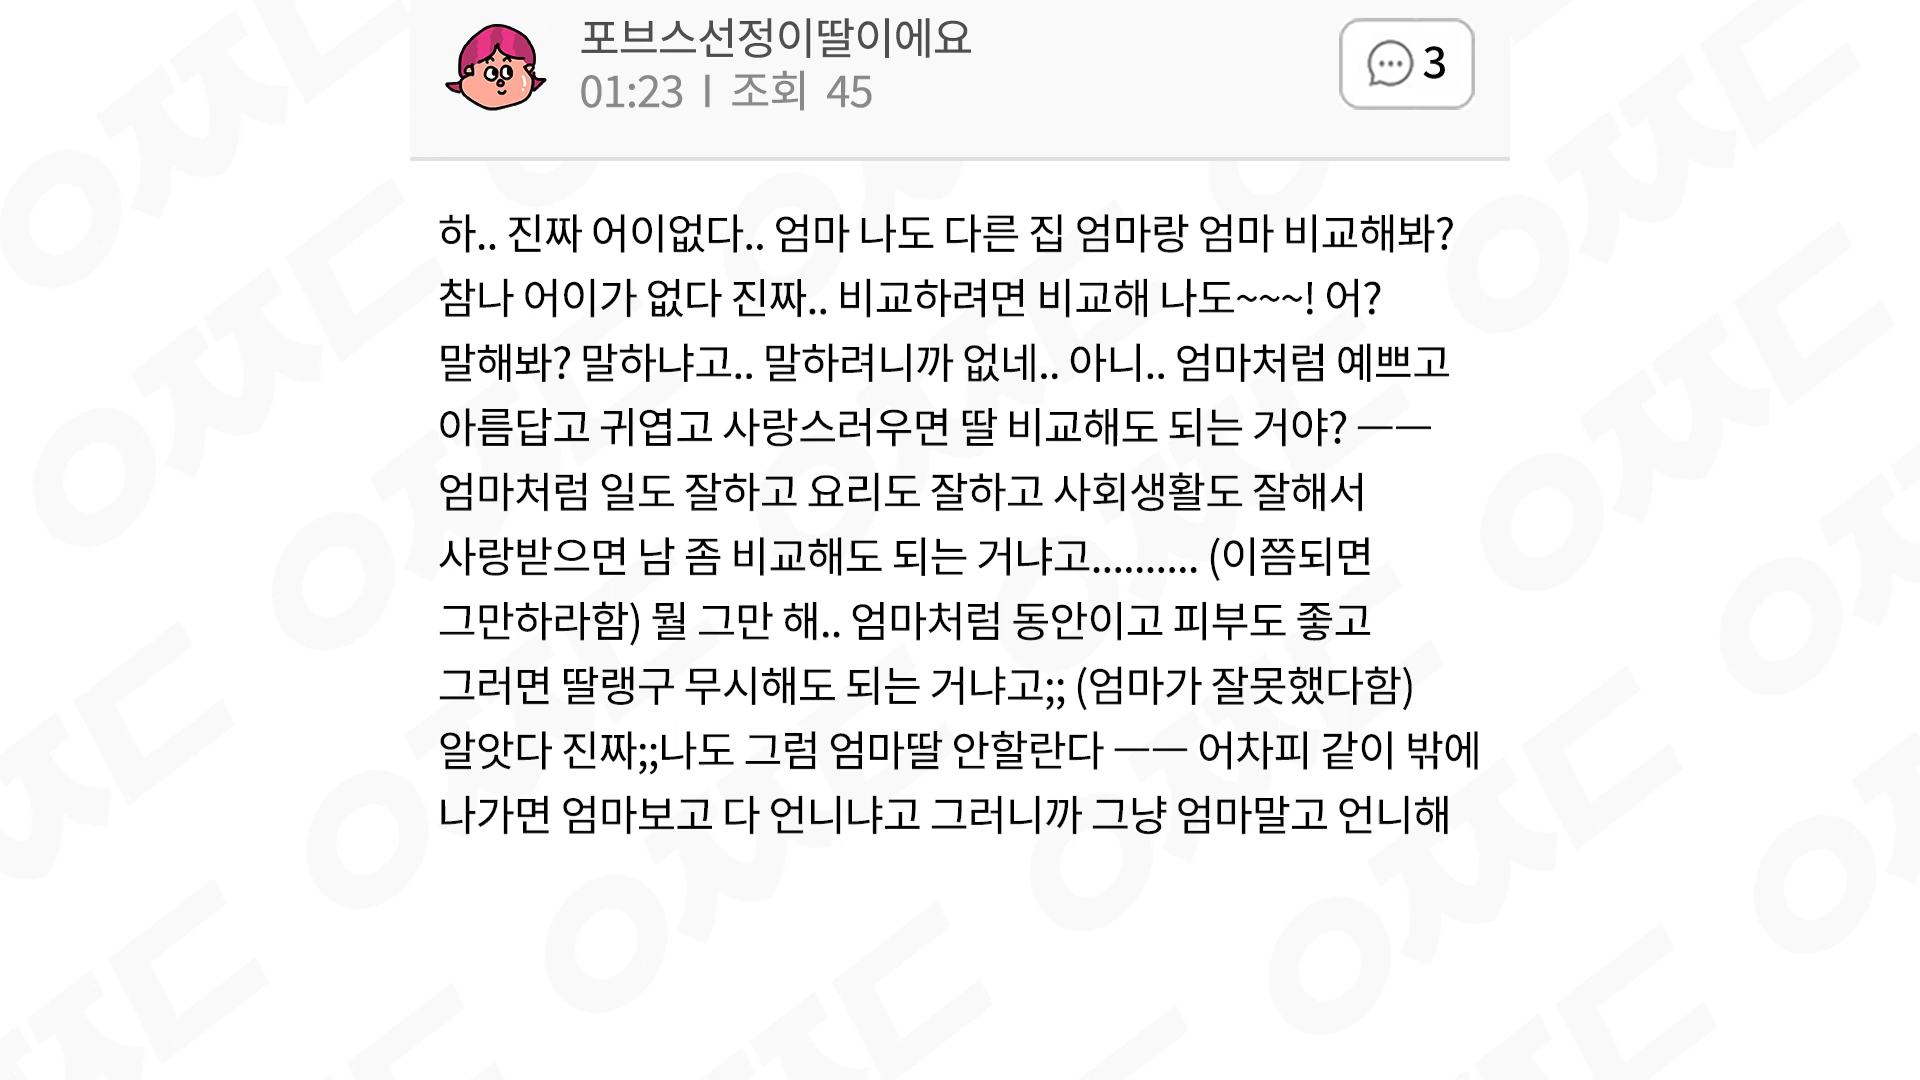 포브스선정이딸이에요
01:23 | 조회 45
3
하.. 진짜 어이없다.. 엄마 나도 다른 집 엄마랑 엄마 비교해봐?
참나 어이가 없다 진짜.. 비교하려면 비교해 나도~~~! 어?
말해봐? 말하냐고.. 말하려니까 없네.. 아니.. 엄마처럼 예쁘고
아름답고 귀엽고 사랑스러우면 딸 비교해도 되는 거야? ㅡㅡ
엄마처럼 일도 잘하고 요리도 잘하고 사회생활도 잘해서
사랑받으면 남 좀 비교해도 되는 거냐고.......... (이쯤되면
그만하라함) 뭘 그만 해.. 엄마처럼 동안이고 피부도 좋고
그러면 딸랭구 무시해도 되는 거냐고;; (엄마가 잘못했다함)
알앗다 진짜;;나도 그럼 엄마딸 안할란다 ㅡㅡ 어차피 같이 밖에
나가면 엄마보고 다 언니냐고 그러니까 그냥 엄마말고 언니해